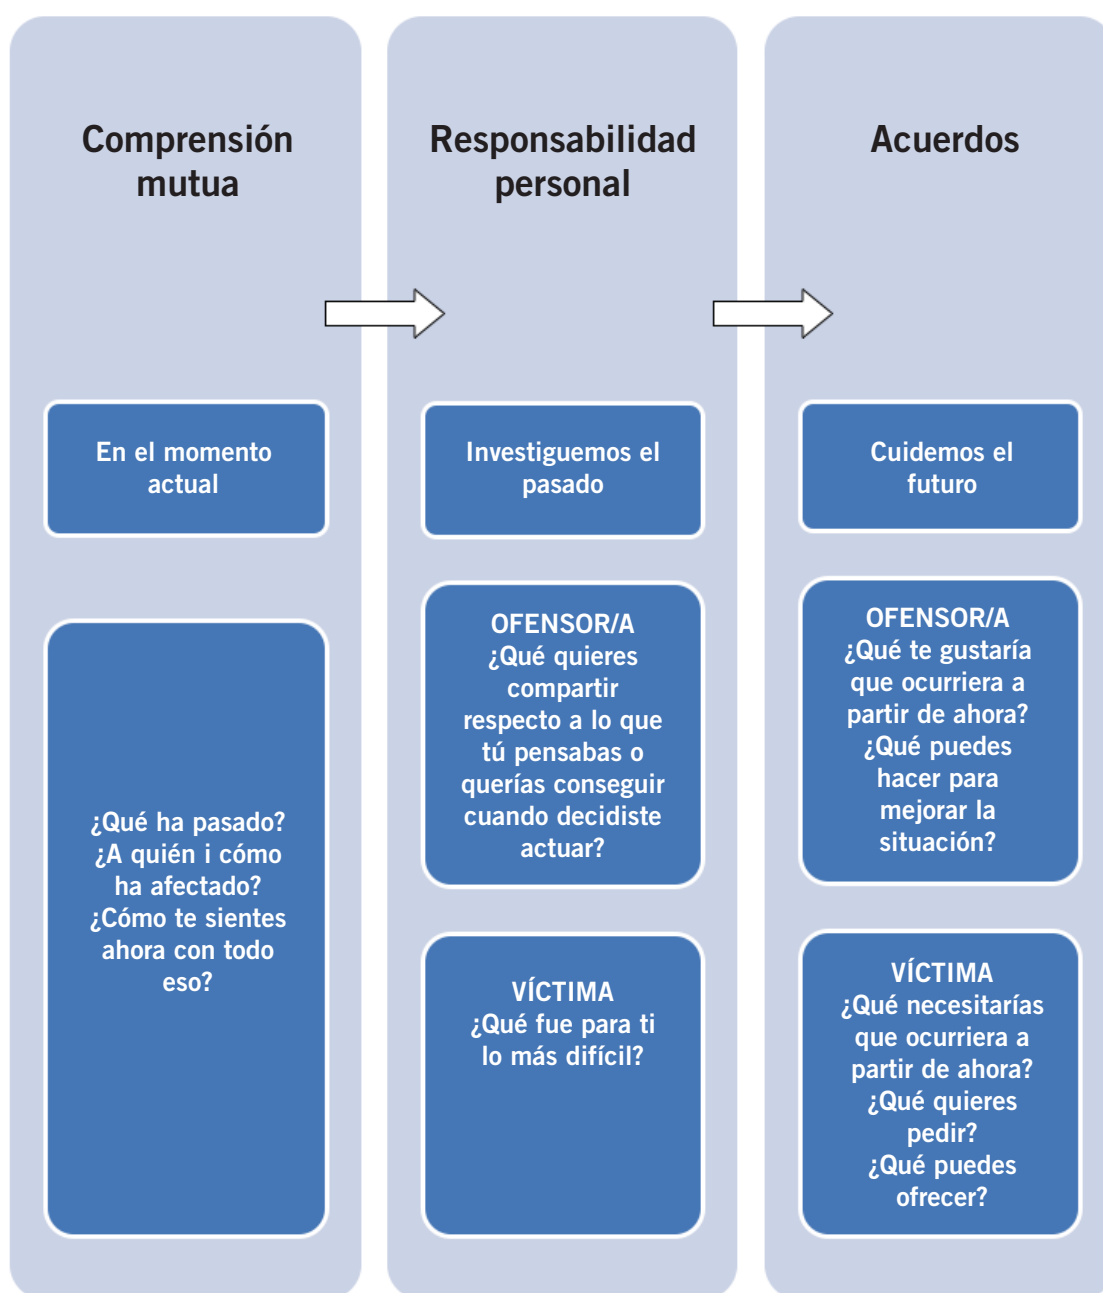 Comprensión
mutua
En el momento
actual
¿Qué ha pasado?
¿A quién i cómo
ha afectado?
¿Cómo te sientes
ahora con todo
eso?
Responsabilidad
personal
Investiguemos el
pasado
OFENSOR/A
¿Qué quieres
compartir
respecto a lo que
tú pensabas o
querías conseguir
cuando decidiste
actuar?
VÍCTIMA
¿Qué fue para ti
lo más difícil?
Acuerdos
Cuidemos el
futuro
OFENSOR/A
¿Qué te gustaría
que ocurriera a
partir de ahora?
¿Qué puedes
hacer para
mejorar la
situación?
VÍCTIMA
¿Qué necesitarías
que ocurriera a
partir de ahora?
¿Qué quieres
pedir?
¿Qué puedes
ofrecer?